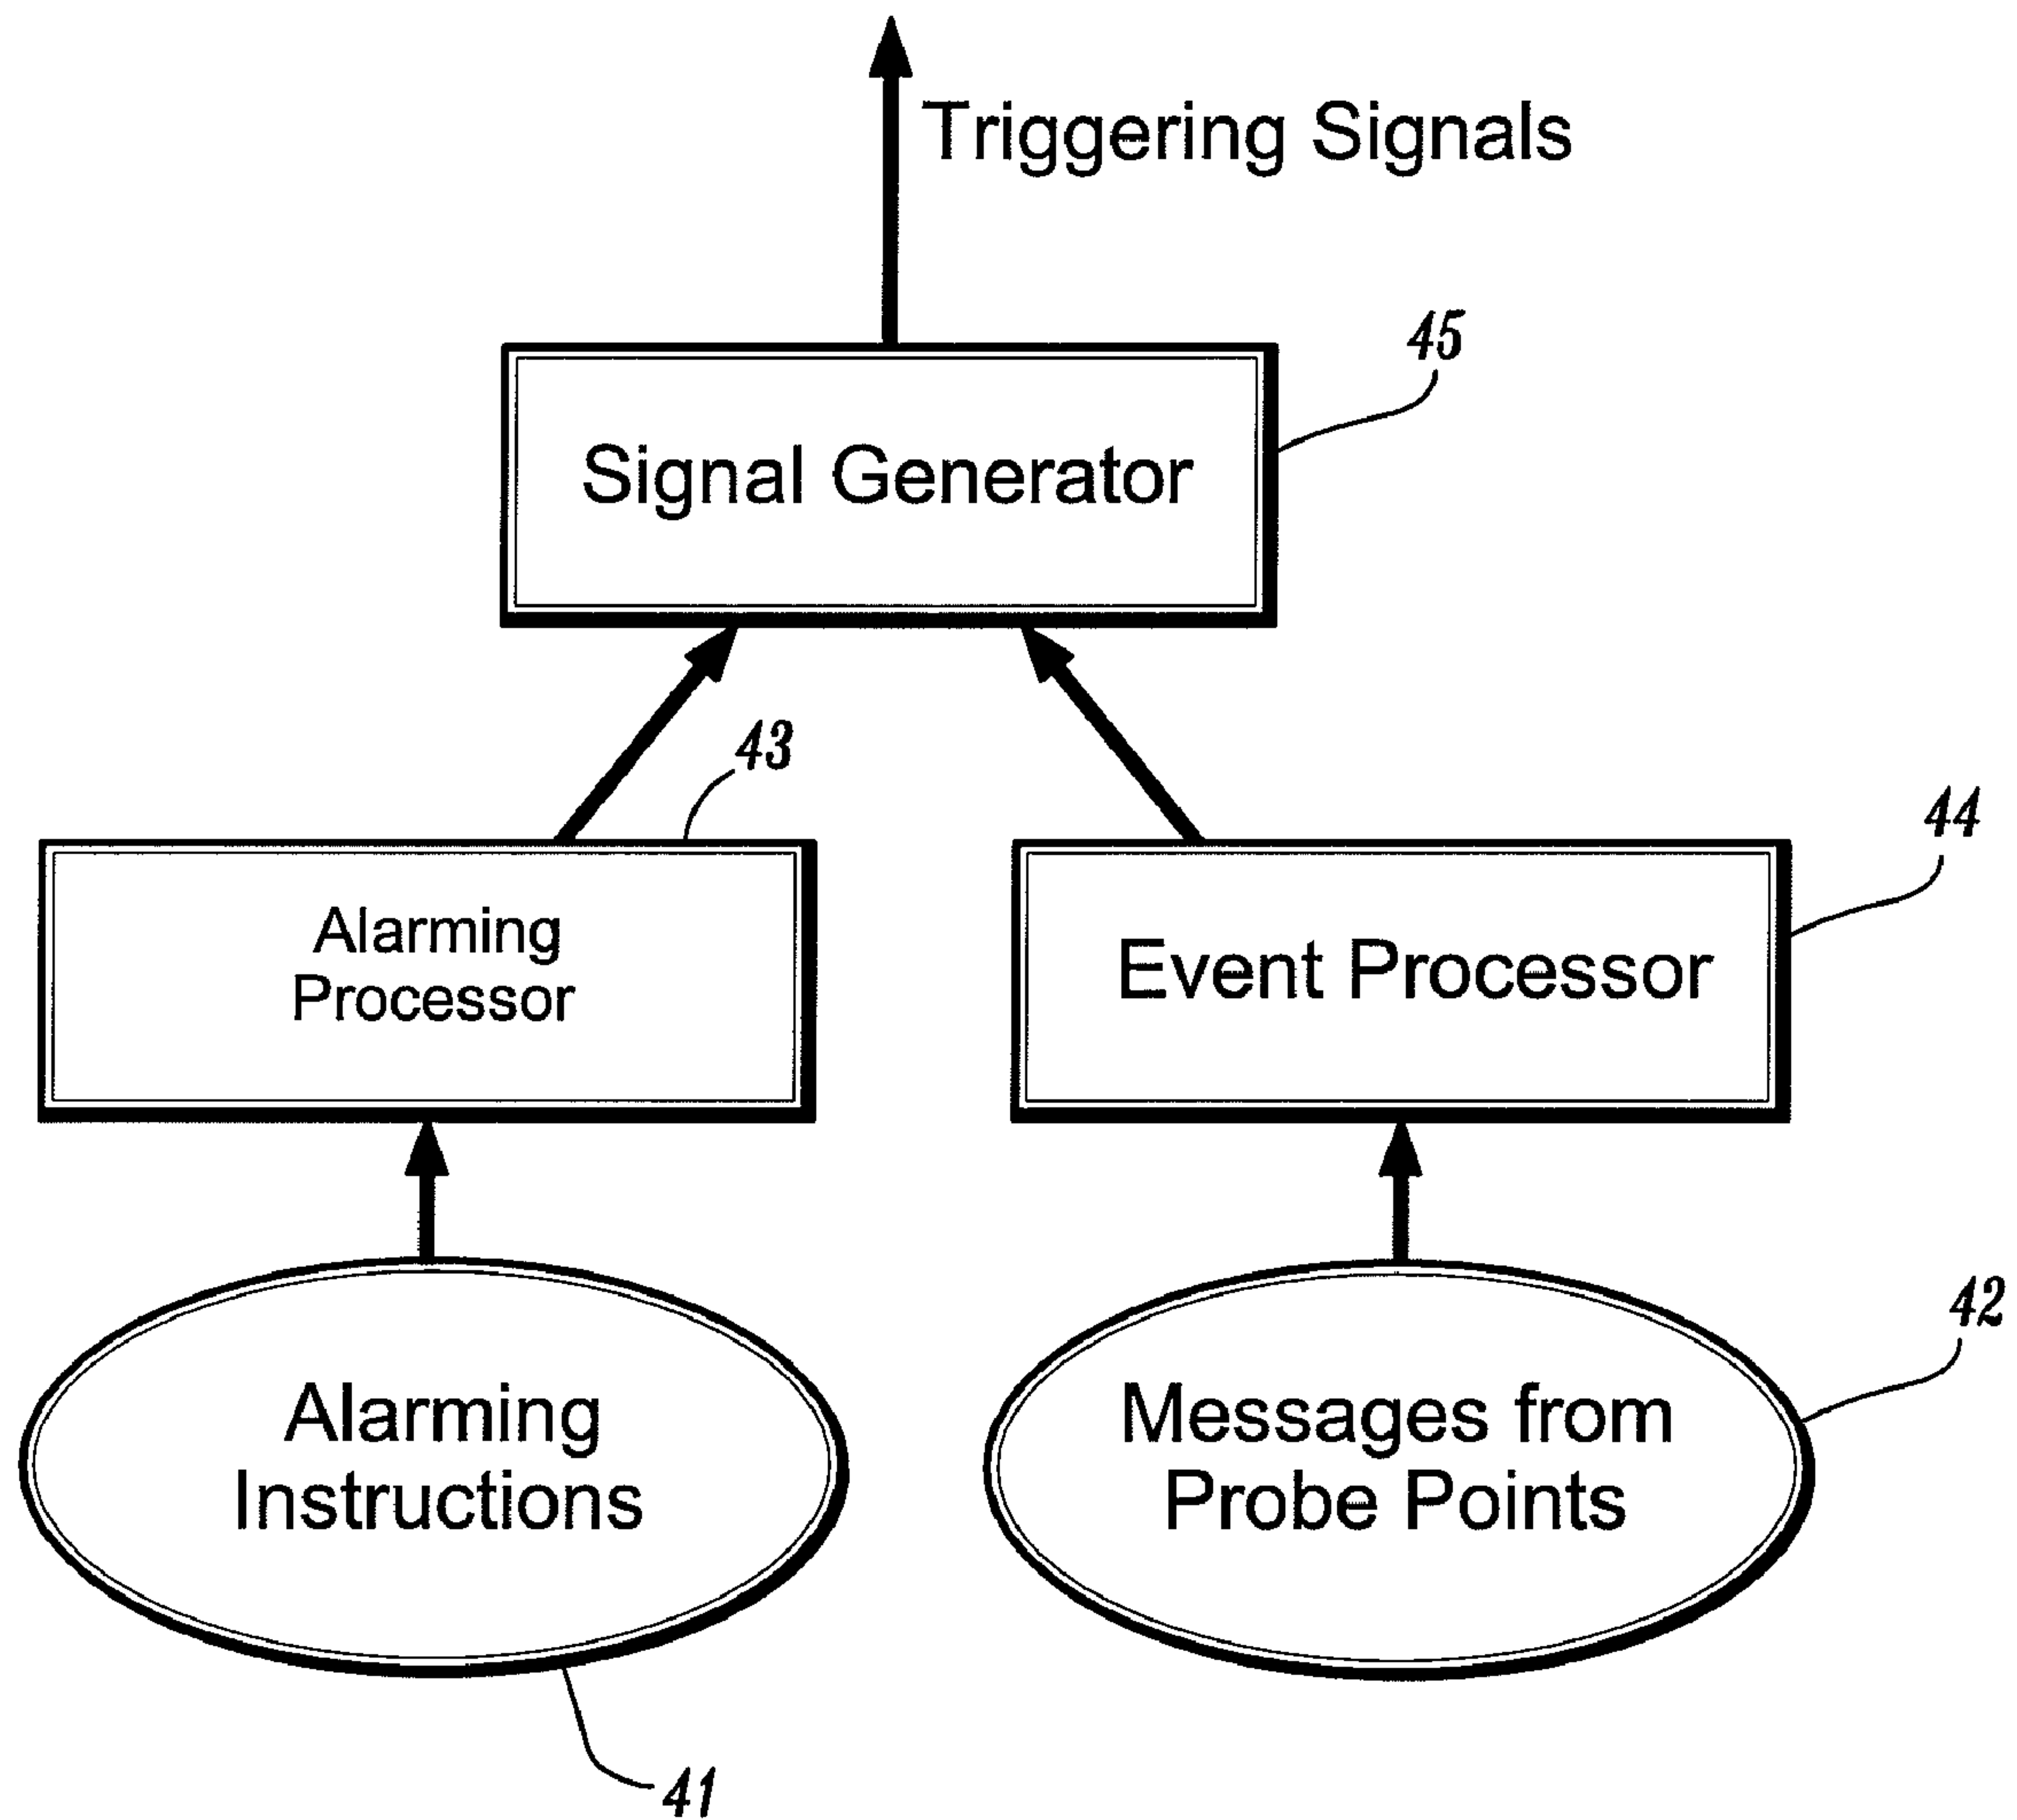 Triggering Signals
45
Signal Generator
43
44
Alarming
Processor
Event Processor
42
Alarming
Instructions
Messages from
Probe Points
41